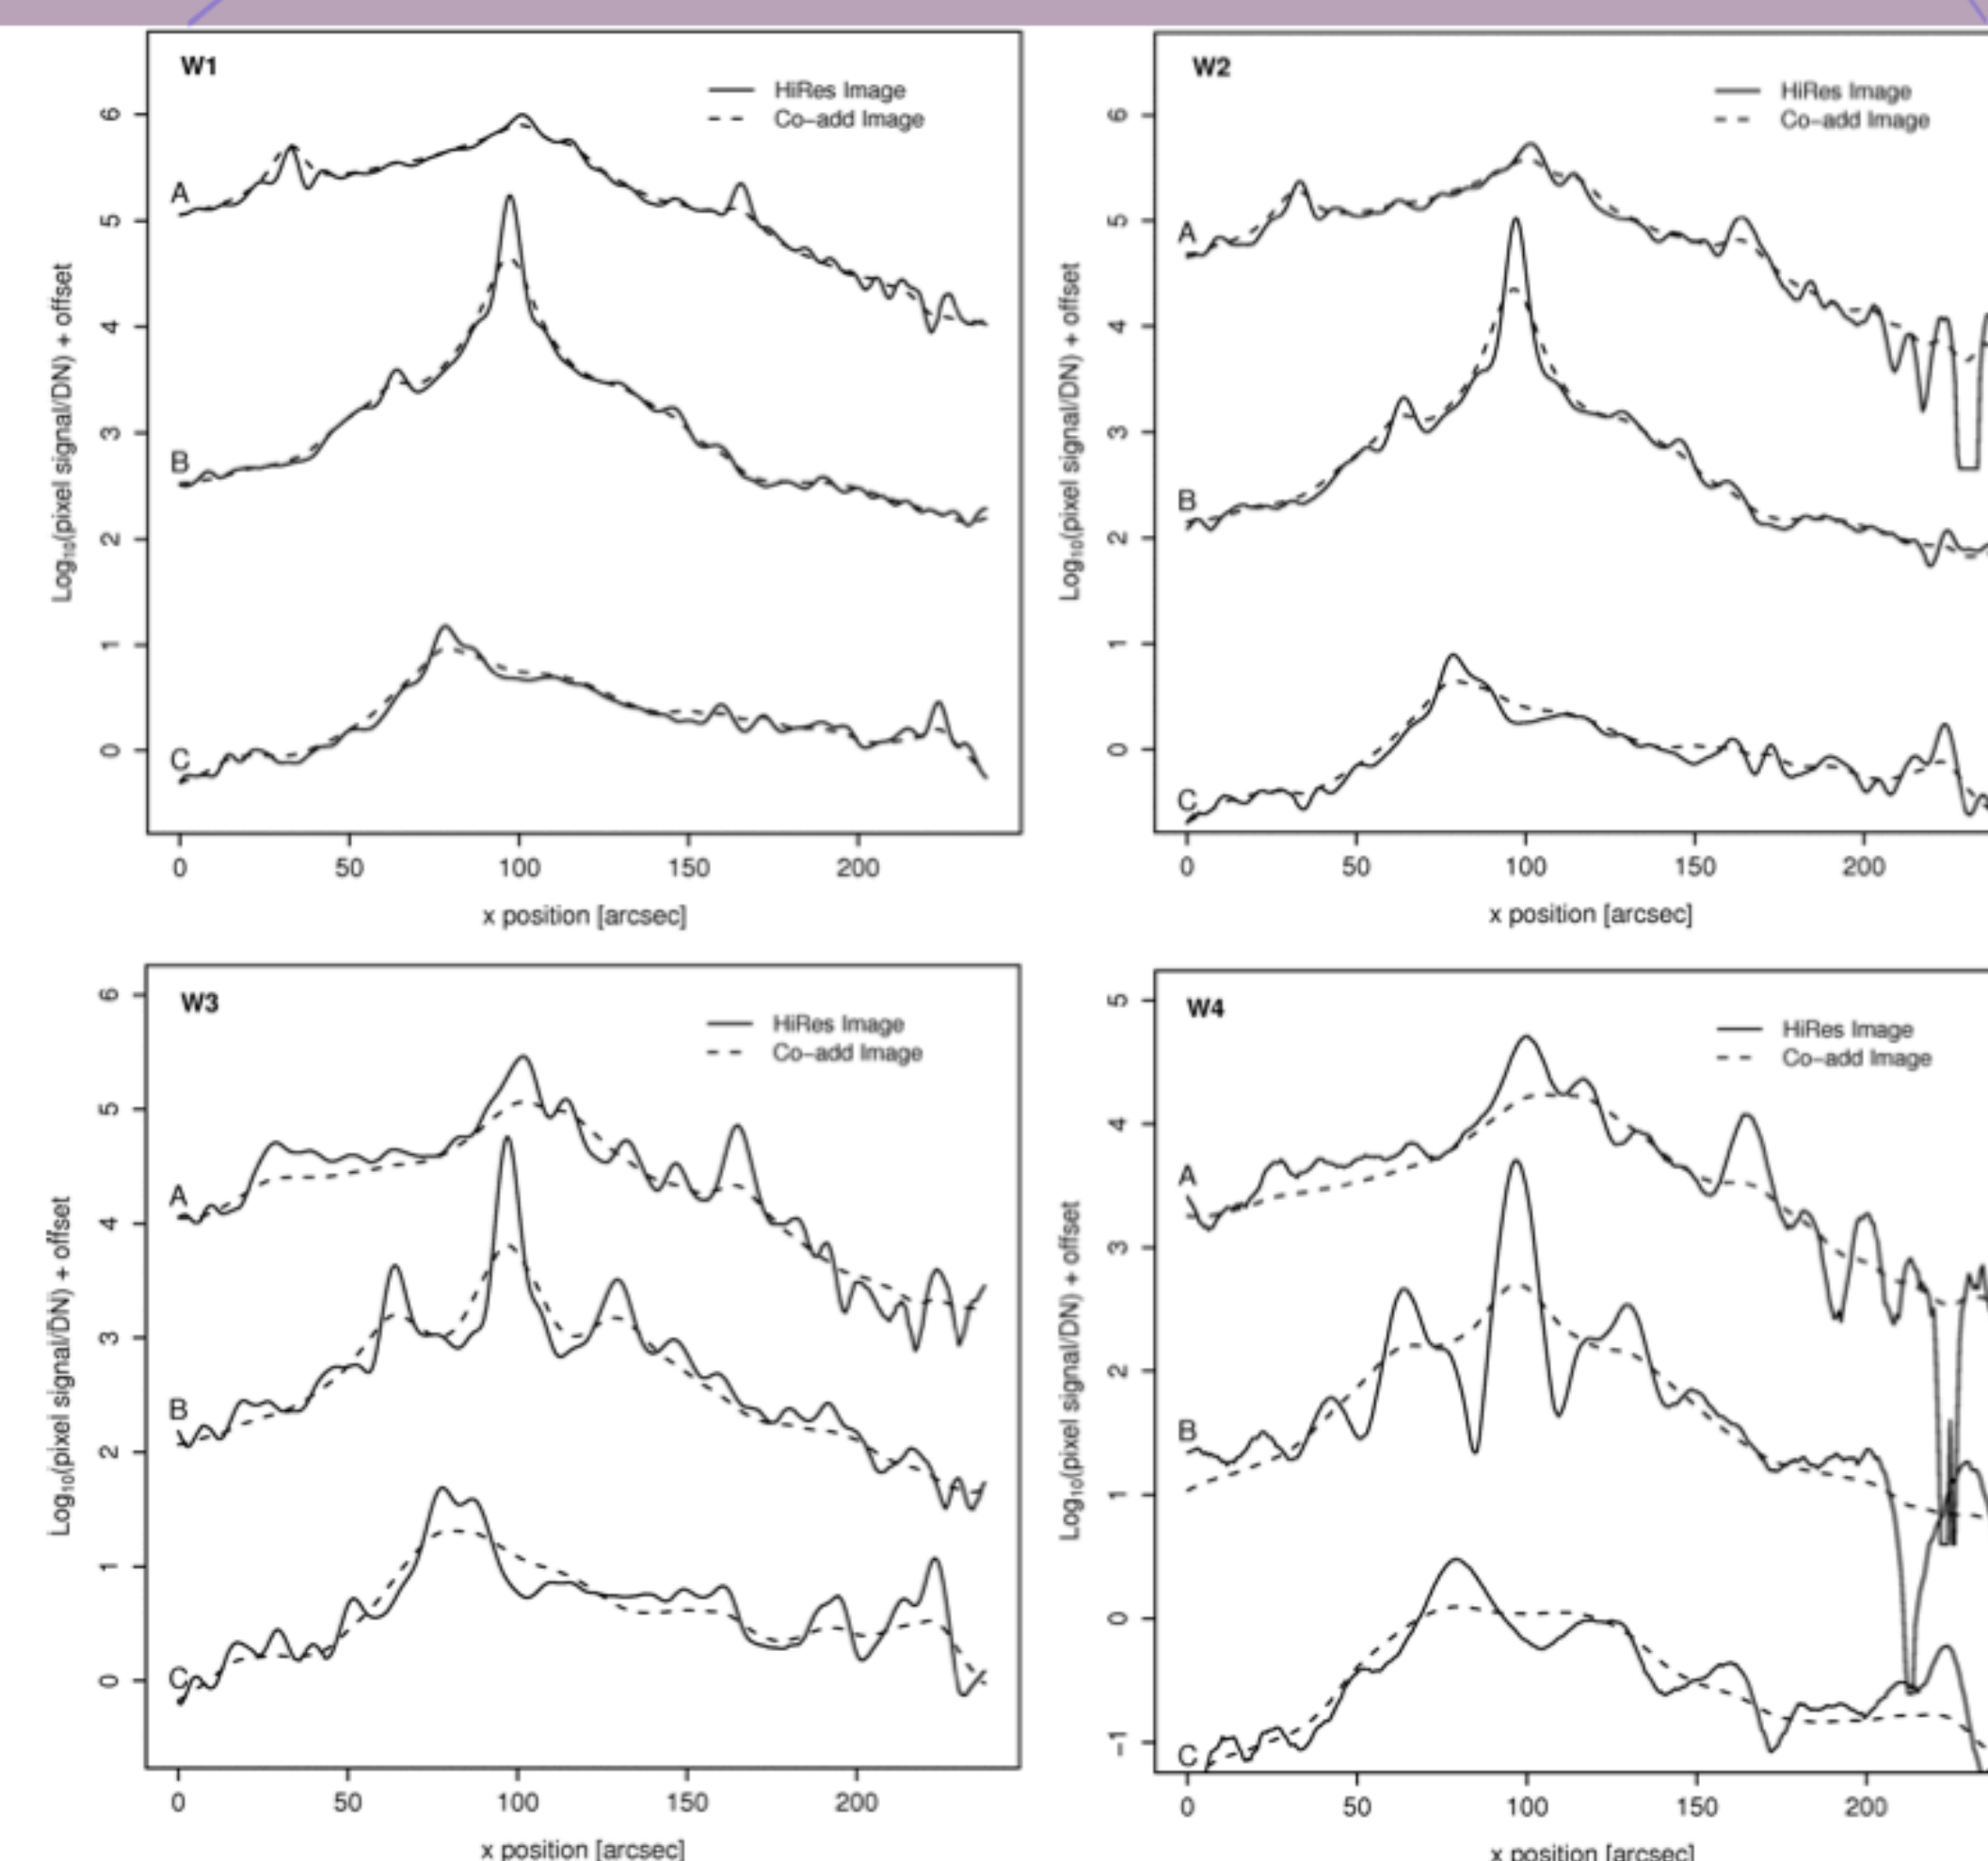 W1
HiRes Image
Co-add Image
6
5
4
3
2
1
0
A
B
C
Log10(pixel signal/DN) + offset
0 50 100 150 200
x position [arcsec]
W2
HiRes Image
Co-add Image
6
5
4
3
2
1
0
A
B
C
Log10(pixel signal/DN) + offset
0 50 100 150 200
x position [arcsec]
W3
HiRes Image
Co-add Image
6
5
4
3
2
1
0
A
B
C
Log10(pixel signal/DN) + offset
0 50 100 150 200
x position [arcsec]
W4
HiRes Image
Co-add Image
5
4
3
2
1
0
-1
A
B
C
Log10(pixel signal/DN) + offset
0 50 100 150 200
x position [arcsec]